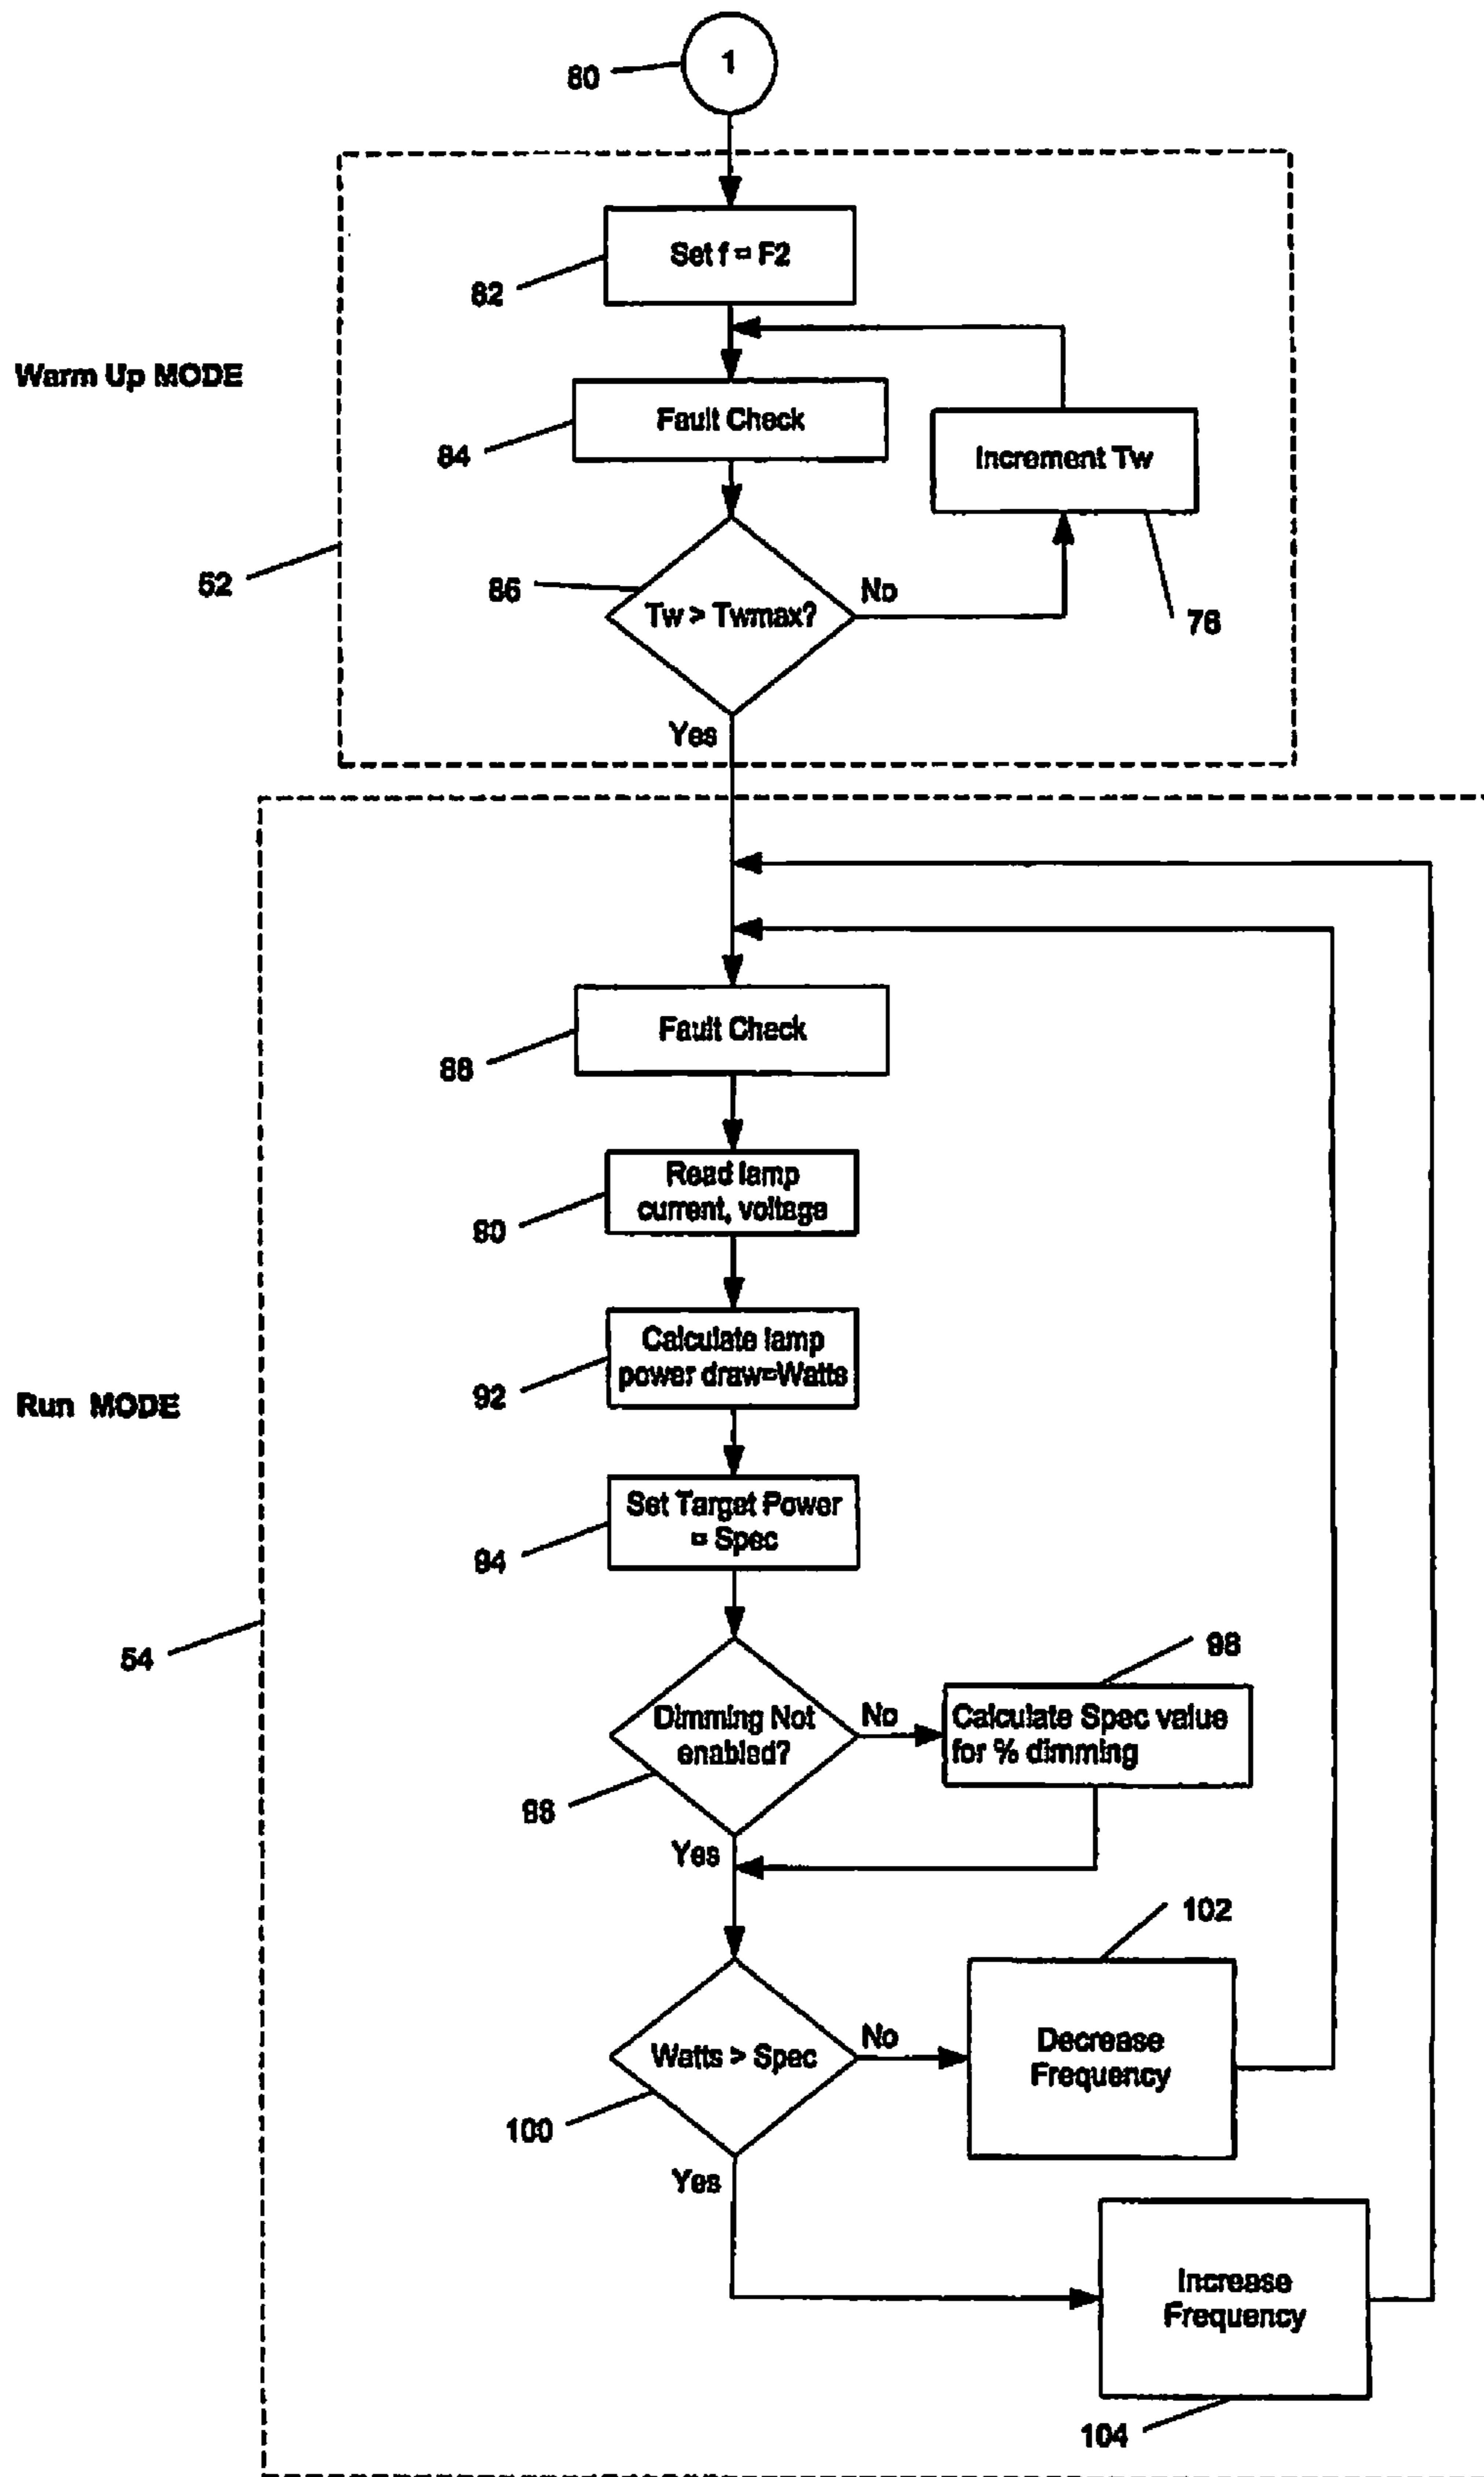 1
80
Set f = F2
82
Warm Up MODE
Fault Check
84
Increment Tw
76
52
86
Tw > Twmax?
No
Yes
Fault Check
88
Read lamp
current, voltage
90
Calculate lamp
power draw=Watts
92
Run MODE
Set Target Power
= Spec
94
54
98
Dimming Not
enabled?
No
Calculate Spec value
for % dimming
Yes
102
Watts > Spec
No
Decrease
Frequency
100
Yes
Increase
Frequency
104